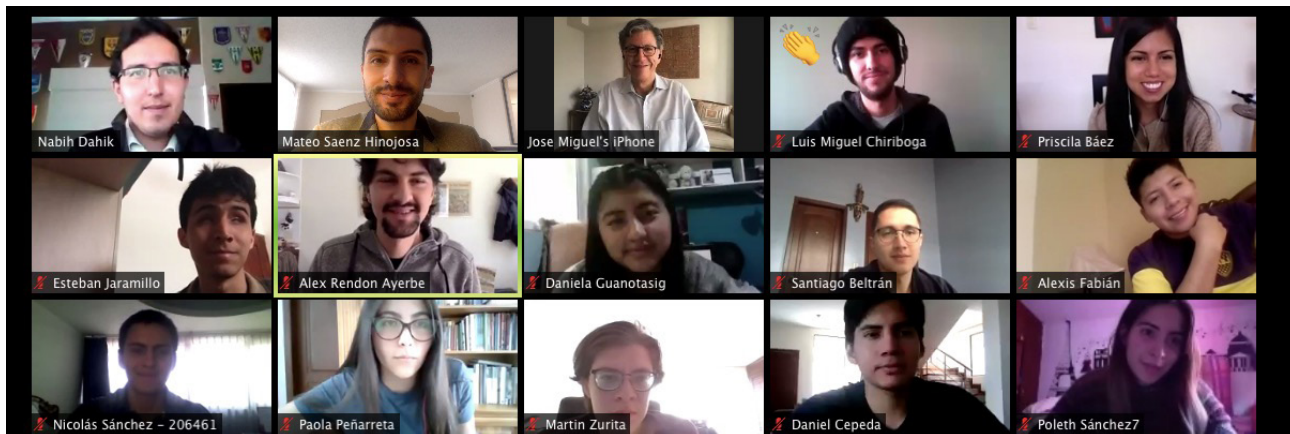 Nabih Dahik
Mateo Saenz Hinojosa
Jose Miguel's iPhone
Luis Miguel Chiriboga
Priscila Báez
Esteban Jaramillo
Alex Rendon Ayerbe
Daniela Guanotasig
Santiago Beltrán
Alexis Fabián
Nicolás Sánchez - 206461
Paola Peñarreta
Martin Zurita
Daniel Cepeda
Poleth Sánchez7